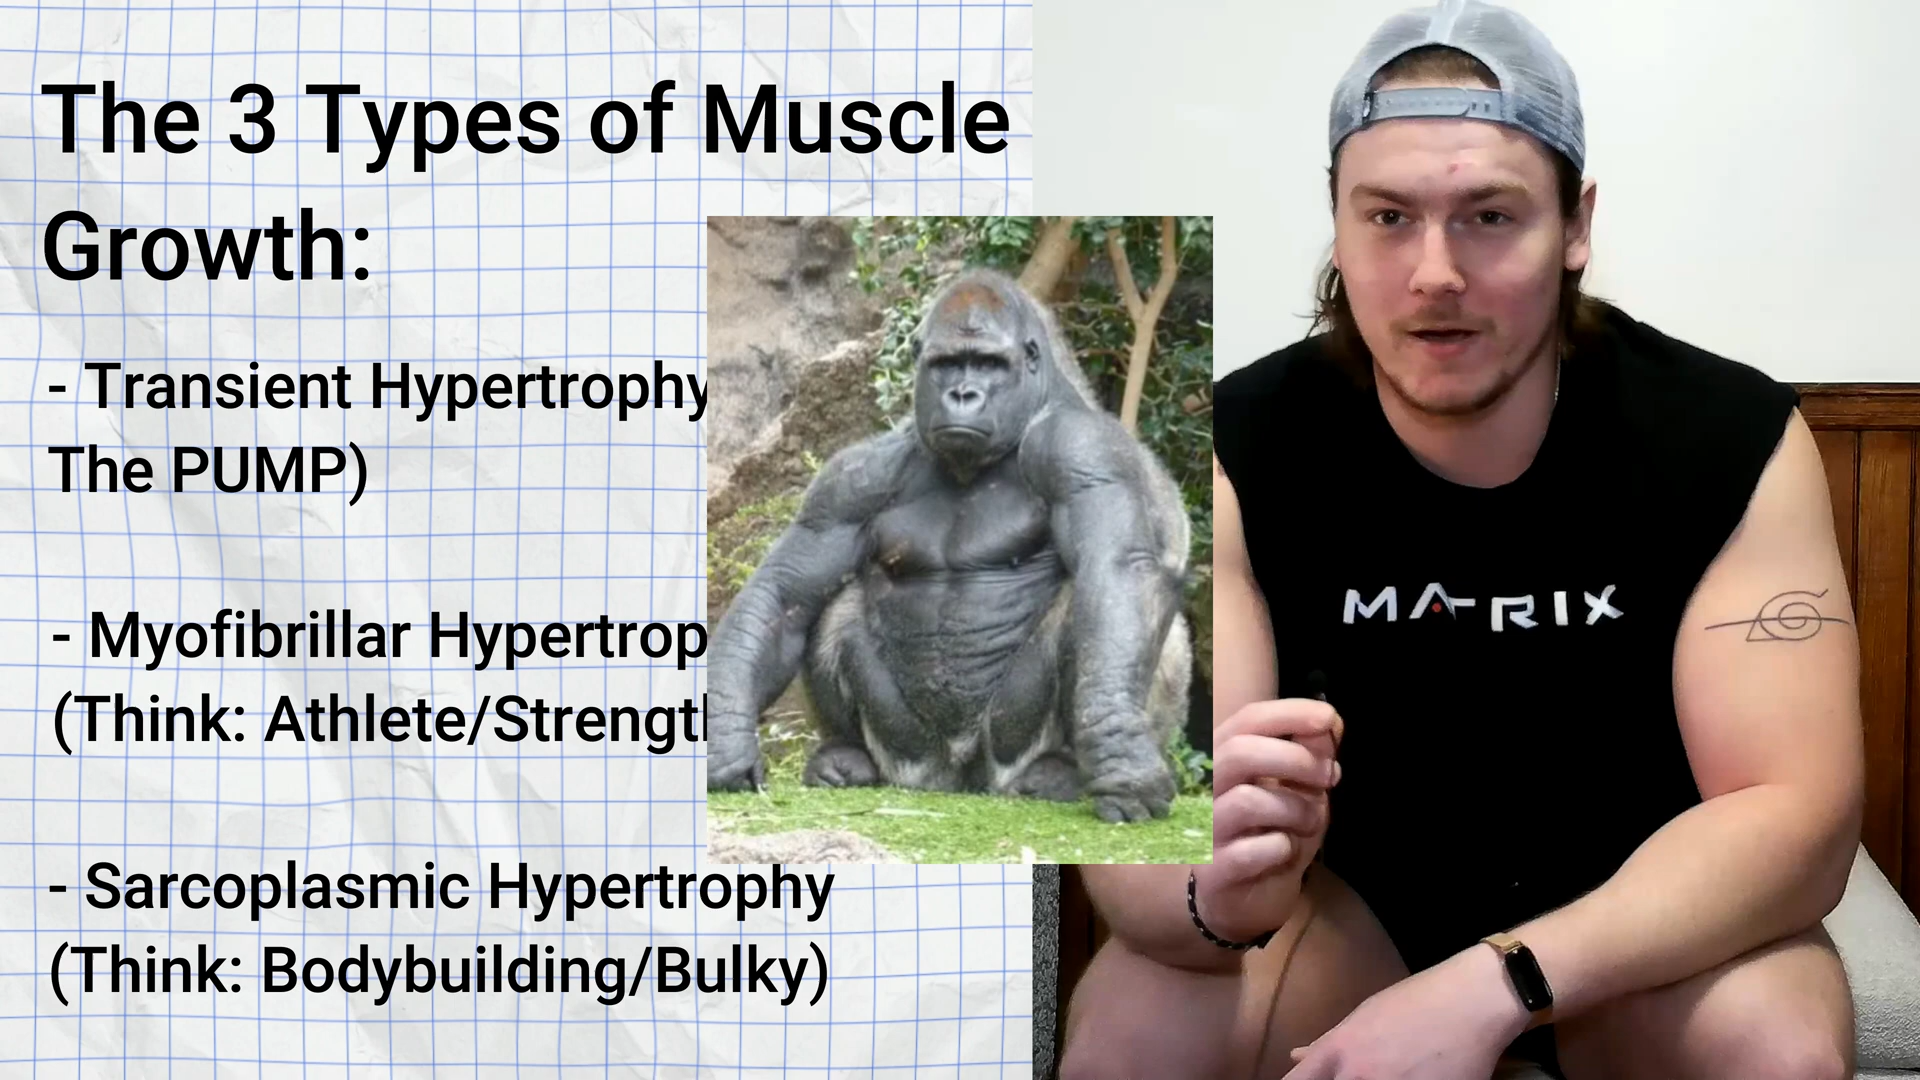 The 3 Types of Muscle
Growth:
- Transient Hypertrophy
The PUMP)
- Myofibrillar Hypertrop
(Think: Athlete/Strengt
- Sarcoplasmic Hypertrophy
(Think: Bodybuilding/Bulky)
MATRIX